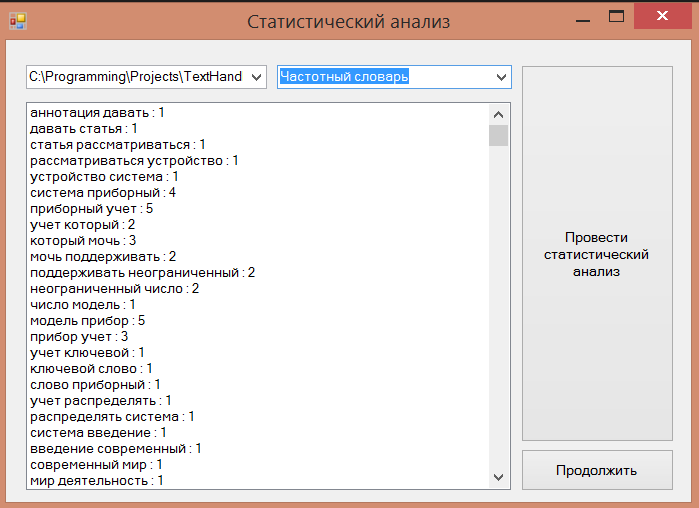 Статистический анализ
C:\Programming\Projects\TextHand
Частотный словарь
аннотация давать : 1
давать статья : 1
статья рассматриваться : 1
рассматриваться устройство : 1
устройство система : 1
система приборный : 4
приборный учет : 5
учет который : 2
который мочь : 3
мочь поддерживать : 2
поддерживать неограниченный : 2
неограниченный число : 2
число модель : 1
модель прибор : 5
прибор учет : 3
учет ключевой : 1
ключевой слово : 1
слово приборный : 1
учет распределять : 1
распределять система : 1
система введение : 1
введение современный : 1
современный мир : 1
мир деятельность : 1
Провести
статистический
анализ
Продолжить